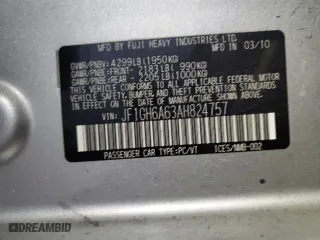 MFD. BY FUJI HEAVY INDUSTRIES LTD.
IN 03/10
GVWR/PNBV: 4299LB(1950KG)
GAWR/PNBE: FRONT- 2183LB( 990KG)
GAWR/PNBE: REAR - 2205LB(1000KG)
THIS VEHICLE CONFORMS TO ALL APPLICABLE
FEDERAL MOTOR VEHICLE
SAFETY, BUMPER, AND THEFT PREVENTION
STANDARDS IN EFFECT ON THE DATE OF
MANUFACTURE SHOWN ABOVE.
VIN: JF1GH6A63AH824757
PASSENGER CAR TYPE:PC/VT ICES/NMB-002
DREAMBID.COM